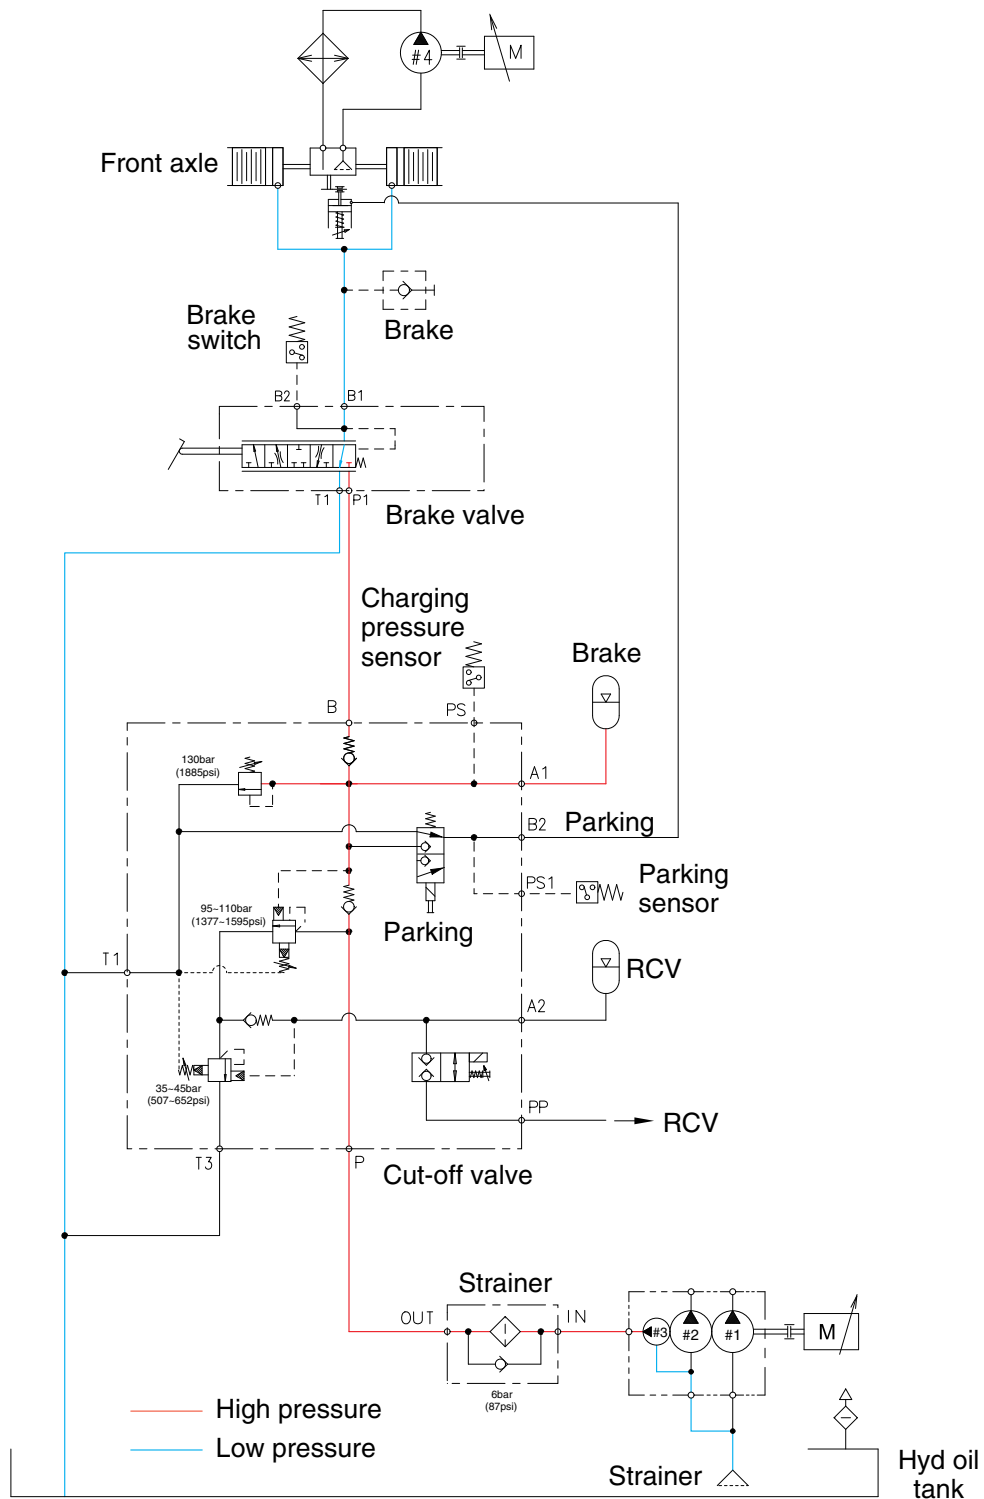 #4
M
Front axle
Brake
switch
Brake
B2
B1
T1
P1
Brake valve
Charging
pressure
sensor
Brake
B
PS
130bar
(1885psi)
A1
B2
Parking
PS1
Parking
sensor
95~110bar
(1377~1595psi)
Parking
T1
RCV
A2
35~45bar
(507~652psi)
PP
RCV
T3
P
Cut-off valve
Strainer
OUT
IN
#3
#2
#1
M
6bar
(87psi)
High pressure
Low pressure
Strainer
Hyd oil
tank